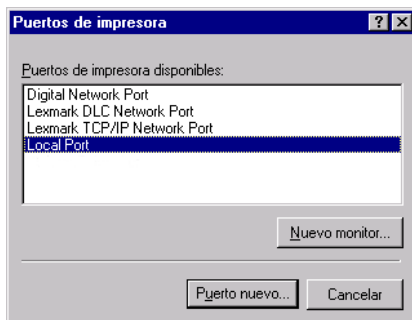 Puertos de impresora
Puertos de impresora disponibles:
Digital Network Port
Lexmark DLC Network Port
Lexmark TCP/IP Network Port
Local Port
Nuevo monitor...
Puerto nuevo...
Cancelar